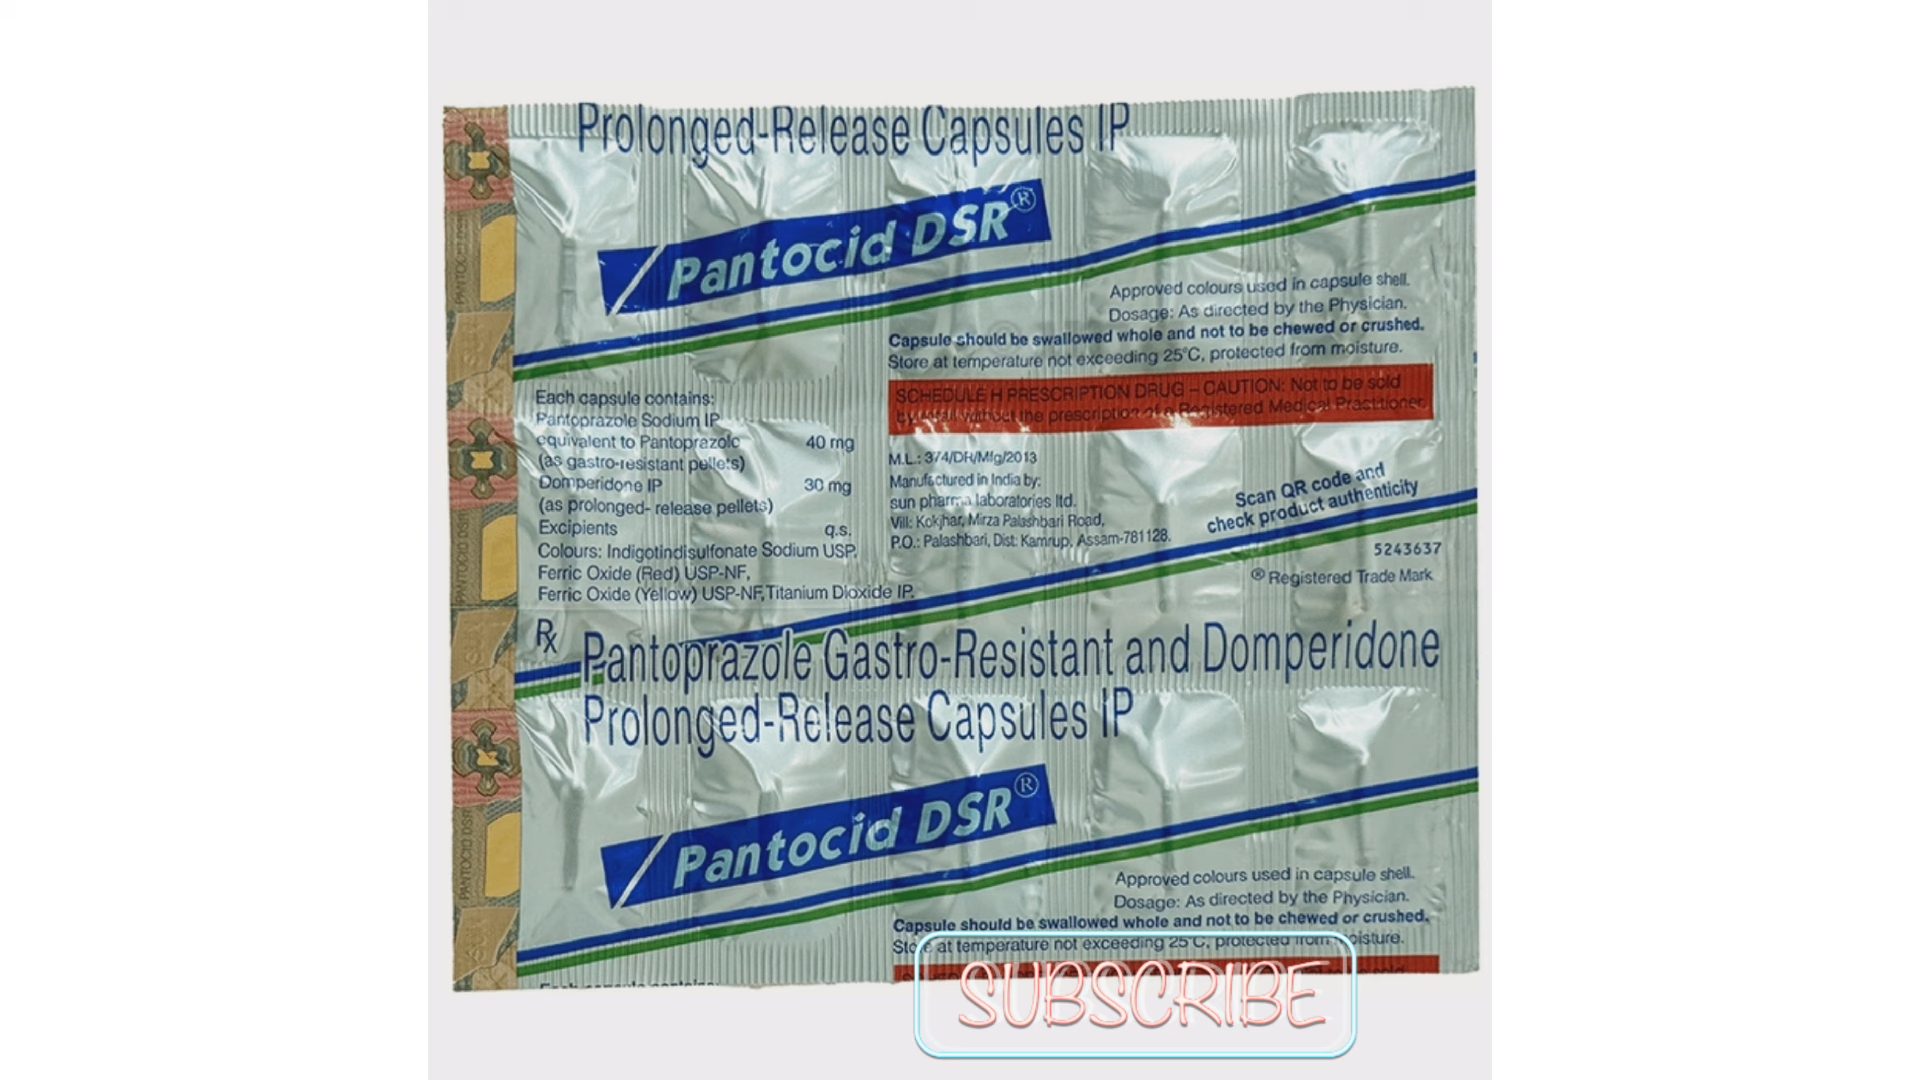 Prolonged-Release Capsules IP
Pantocid DSR®
Approved colours used in capsule shell.
Dosage: As directed by the Physician.
Capsule should be swallowed whole and not to be chewed or crushed.
Store at temperature not exceeding 25°C, protected from moisture.
SCHEDULE H PRESCRIPTION DRUG – CAUTION: Not to be sold
by retail without the prescription of a Registered Medical Practitioner.
Each capsule contains:
Pantoprazole Sodium IP
equivalent to Pantoprazole 40 mg
(as gastro-resistant pellets)
Domperidone IP 30 mg
(as prolonged- release pellets)
Excipients q.s.
Colours: Indigotindisulfonate Sodium USP,
Ferric Oxide (Red) USP-NF,
Ferric Oxide (Yellow) USP-NF, Titanium Dioxide IP.
M.L.: 374/DR/Mfg/2013
Manufactured in India by:
sun pharma laboratories ltd.
Vill: Kokjhar, Mirza Palashbari Road,
P.O.: Palashbari, Dist: Kamrup, Assam-781128.
Scan QR code and
check product authenticity
5243637
® Registered Trade Mark
Rx Pantoprazole Gastro-Resistant and Domperidone
Prolonged-Release Capsules IP
Pantocid DSR®
Approved colours used in capsule shell.
Dosage: As directed by the Physician.
Capsule should be swallowed whole and not to be chewed or crushed.
Store at temperature not exceeding 25°C, protected from moisture.
SUBSCRIBE
PANTOCID DSR
PANTOCID DSR